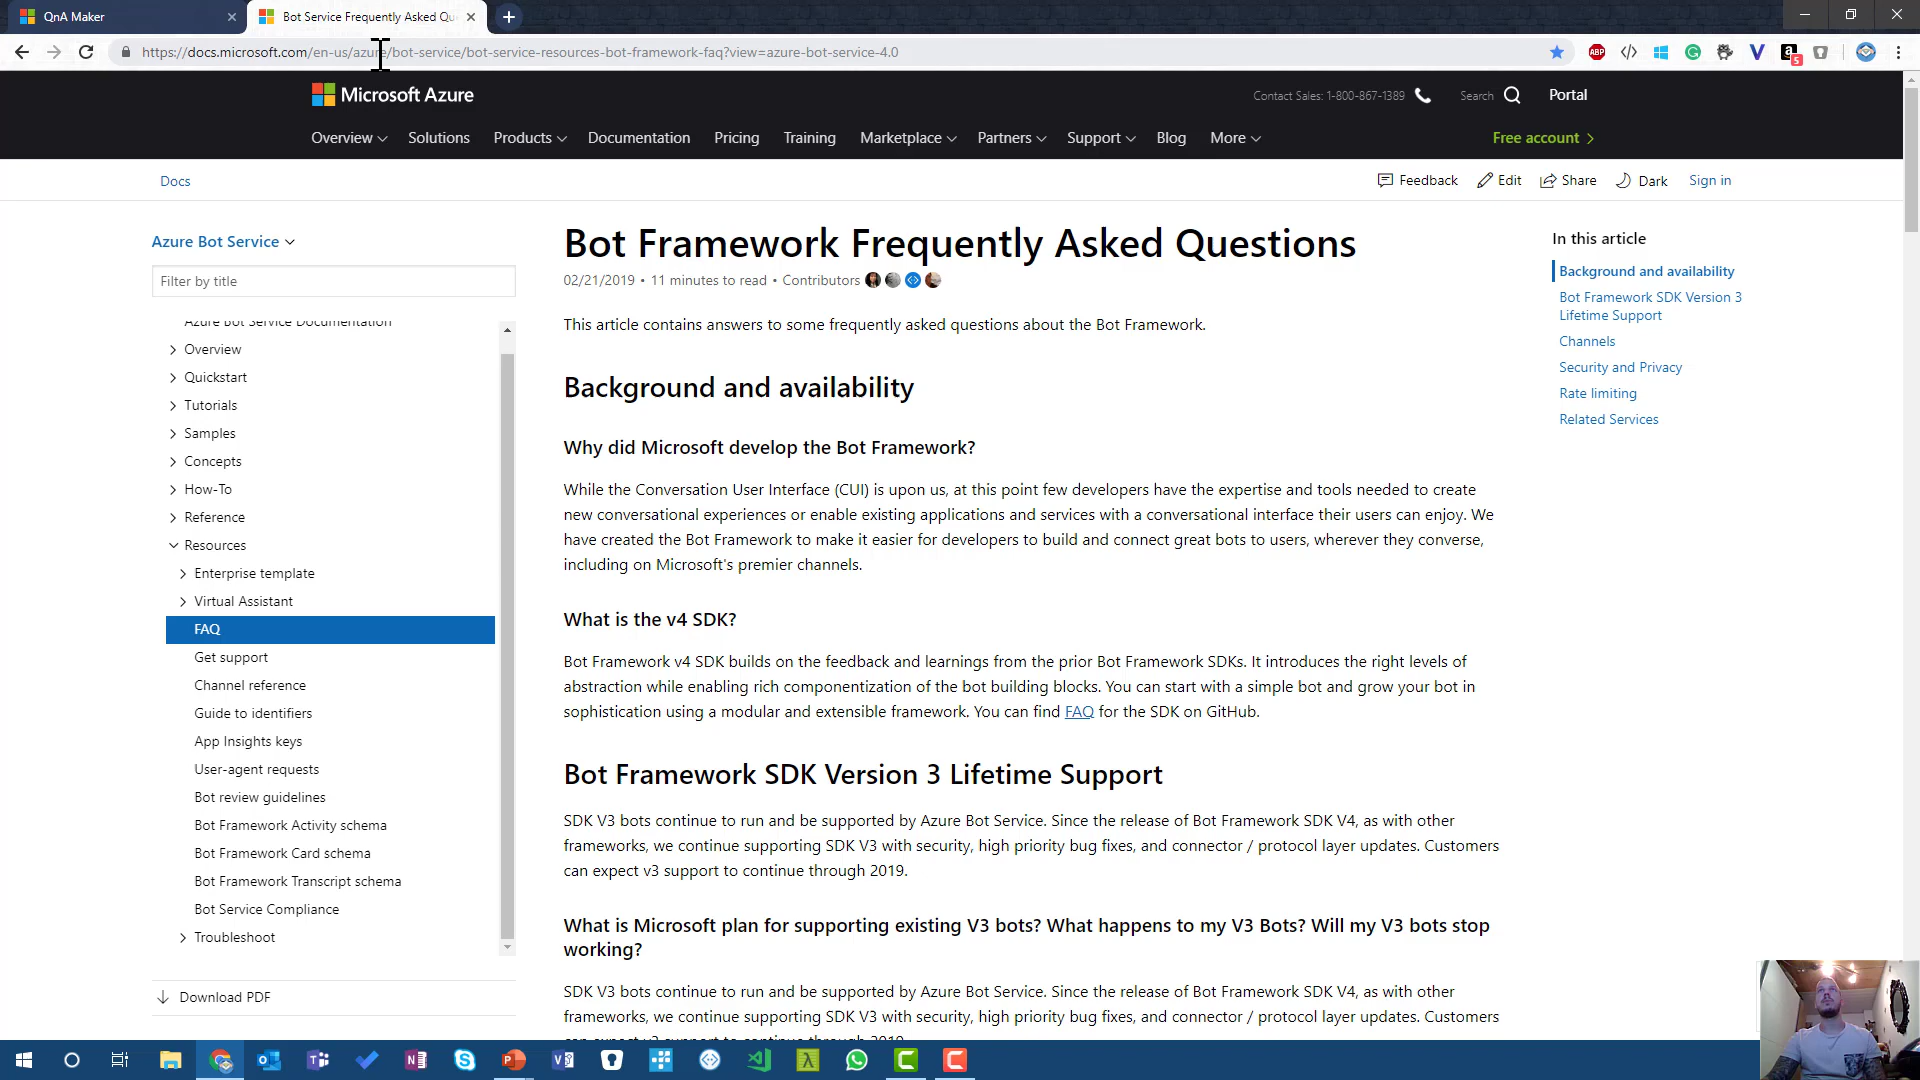 QnA Maker
Bot Service Frequently Asked Qu
https://docs.microsoft.com/en-us/azure/bot-service/bot-service-resources-bot-framework-faq?view=azure-bot-service-4.0
ABP
5
Microsoft Azure
Contact Sales: 1-800-867-1389
Search
Portal
Overview
Solutions
Products
Documentation
Pricing
Training
Marketplace
Partners
Support
Blog
More
Free account
Docs
Feedback
Edit
Share
Dark
Sign in
Azure Bot Service
Filter by title
Azure Bot Service Documentation
Overview
Quickstart
Tutorials
Samples
Concepts
How-To
Reference
Resources
Enterprise template
Virtual Assistant
FAQ
Get support
Channel reference
Guide to identifiers
App Insights keys
User-agent requests
Bot review guidelines
Bot Framework Activity schema
Bot Framework Card schema
Bot Framework Transcript schema
Bot Service Compliance
Troubleshoot
Download PDF
Bot Framework Frequently Asked Questions
02/21/2019 • 11 minutes to read • Contributors
This article contains answers to some frequently asked questions about the Bot Framework.
Background and availability
Why did Microsoft develop the Bot Framework?
While the Conversation User Interface (CUI) is upon us, at this point few developers have the expertise and tools needed to create
new conversational experiences or enable existing applications and services with a conversational interface their users can enjoy. We
have created the Bot Framework to make it easier for developers to build and connect great bots to users, wherever they converse,
including on Microsoft's premier channels.
What is the v4 SDK?
Bot Framework v4 SDK builds on the feedback and learnings from the prior Bot Framework SDKs. It introduces the right levels of
abstraction while enabling rich componentization of the bot building blocks. You can start with a simple bot and grow your bot in
sophistication using a modular and extensible framework. You can find FAQ for the SDK on GitHub.
Bot Framework SDK Version 3 Lifetime Support
SDK V3 bots continue to run and be supported by Azure Bot Service. Since the release of Bot Framework SDK V4, as with other
frameworks, we continue supporting SDK V3 with security, high priority bug fixes, and connector / protocol layer updates. Customers
can expect v3 support to continue through 2019.
What is Microsoft plan for supporting existing V3 bots? What happens to my V3 Bots? Will my V3 bots stop
working?
SDK V3 bots continue to run and be supported by Azure Bot Service. Since the release of Bot Framework SDK V4, as with other
frameworks, we continue supporting SDK V3 with security, high priority bug fixes, and connector / protocol layer updates. Customers
can expect v3 support to continue through 2019.
In this article
Background and availability
Bot Framework SDK Version 3
Lifetime Support
Channels
Security and Privacy
Rate limiting
Related Services